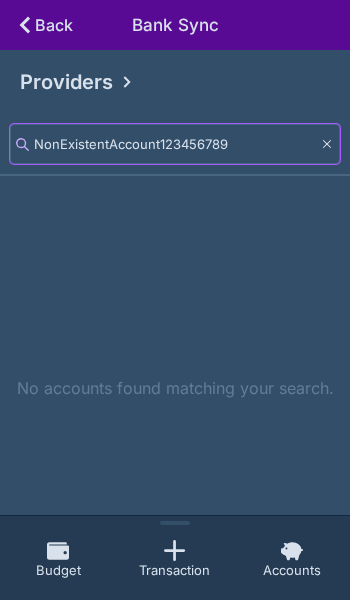 Back
Bank Sync
Providers
NonExistentAccount123456789
No accounts found matching your search.
Budget
Transaction
Accounts